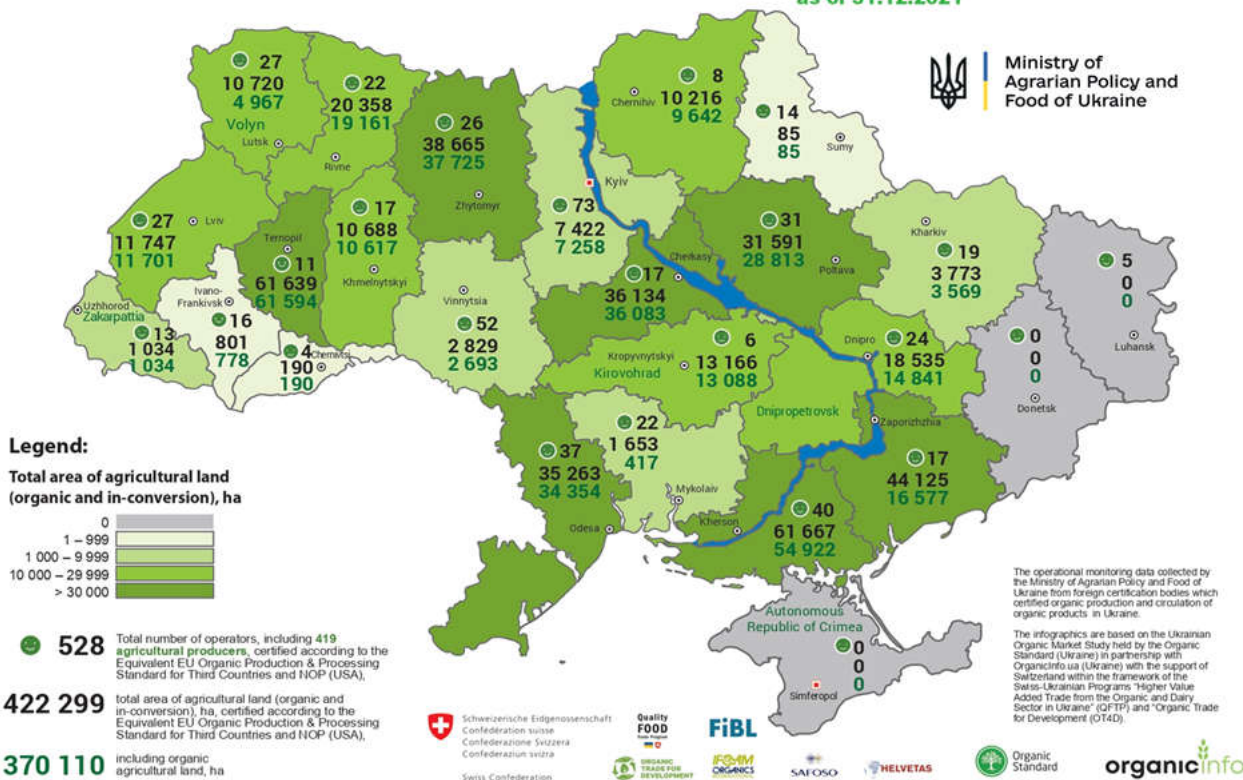 as of 31.12.2021
Ministry of
Agrarian Policy and
Food of Ukraine
27
10 720
4 967
Volyn
Lutsk
22
20 358
19 161
Rivne
26
38 665
37 725
Zhytomyr
73
7 422
7 258
Kyiv
8
10 216
9 642
Chernihiv
14
85
85
Sumy
27
11 747
11 701
Lviv
Ternopil
11
61 639
61 594
17
10 688
10 617
Khmelnytskyi
Vinnytsia
52
2 829
2 693
Cherkasy
17
36 134
36 083
31
31 591
28 813
Poltava
Kharkiv
19
3 773
3 569
5
0
0
Luhansk
Uzhhorod
Zakarpattia
13
1 034
1 034
Ivano-
Frankivsk
16
801
778
4
Chernivtsi
190
190
6
Kropyvnytskyi
13 166
Kirovohrad
13 088
24
Dnipro
18 535
14 841
Dnipropetrovsk
0
0
0
Donetsk
37
35 263
34 354
Odesa
22
1 653
417
Mykolaiv
Zaporizhzhia
17
44 125
16 577
Kherson
40
61 667
54 922
Autonomous
Republic of Crimea
0
0
0
Simferopol
Legend:
Total area of agricultural land
(organic and in-conversion), ha
0
1 – 999
1 000 – 9 999
10 000 – 29 999
> 30 000
528
Total number of operators, including 419
agricultural producers, certified according to the
Equivalent EU Organic Production & Processing
Standard for Third Countries and NOP (USA),
422 299
total area of agricultural land (organic and
in-conversion), ha, certified according to the
Equivalent EU Organic Production & Processing
Standard for Third Countries and NOP (USA),
370 110
including organic
agricultural land, ha
The operational monitoring data collected by
the Ministry of Agrarian Policy and Food of
Ukraine from foreign certification bodies which
certified organic production and circulation of
organic products in Ukraine.
The infographics are based on the Ukrainian
Organic Market Study held by the Organic
Standard (Ukraine) in partnership with
OrganicInfo.ua (Ukraine) with the support of
Switzerland within the framework of the
Swiss-Ukrainian Programs "Higher Value
Added Trade from the Organic and Dairy
Sector in Ukraine" (QFTP) and "Organic Trade
for Development (OT4D).
Schweizerische Eidgenossenschaft
Confédération suisse
Confederazione Svizzera
Confederaziun svizra
Swiss Confederation
Quality
FOOD
FiBL
ORGANIC
TRADE FOR
DEVELOPMENT
IFOAM
ORGANICS
SAFOSO
HELVETAS
Organic
Standard
organicinfo